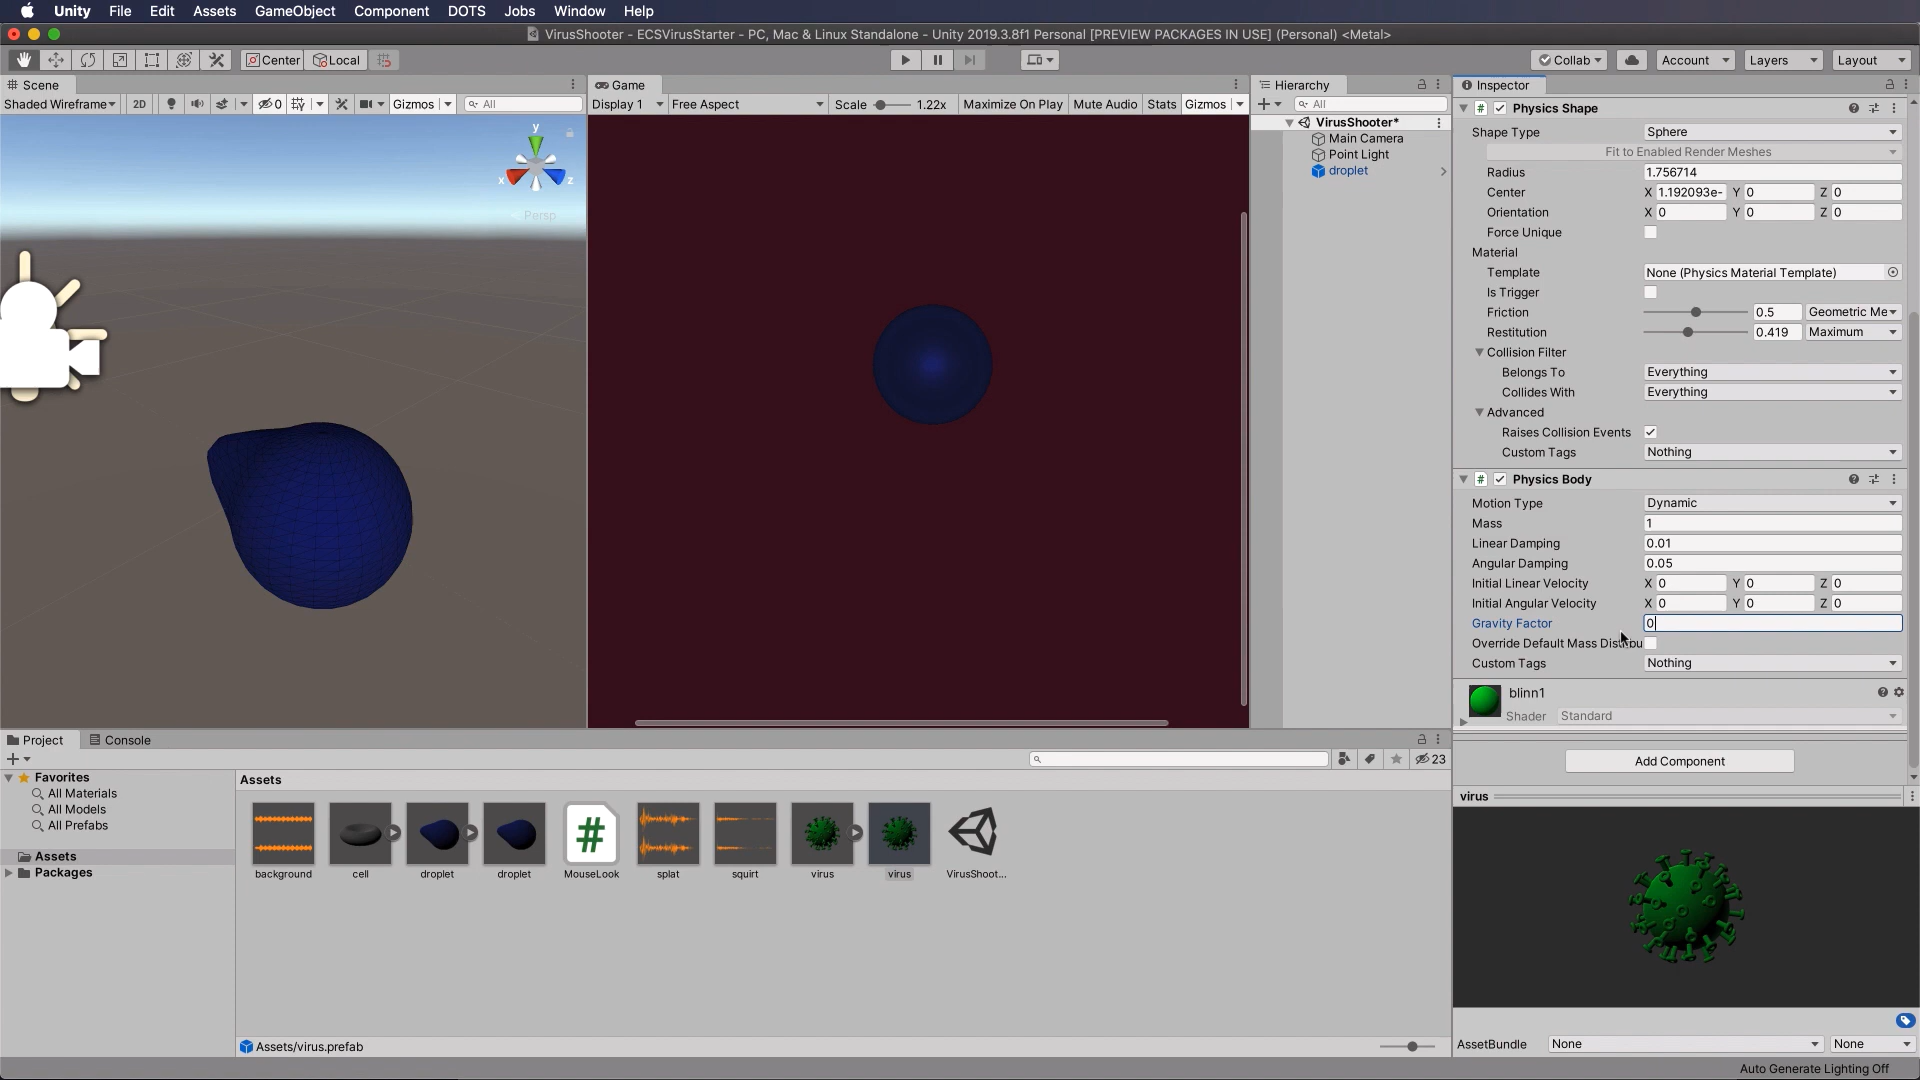 Unity File Edit Assets GameObject Component DOTS Jobs Window Help
VirusShooter - ECSVirusStarter - PC, Mac & Linux Standalone - Unity 2019.3.8f1 Personal [PREVIEW PACKAGES IN USE] (Personal) <Metal>
Center Local Collab Account Layers Layout
Scene
Shaded Wireframe 2D 0 Gizmos All
y
x z
Persp
Game
Display 1 Free Aspect Scale 1.22x Maximize On Play Mute Audio Stats Gizmos
Hierarchy
All
VirusShooter*
Main Camera
Point Light
droplet
Inspector
Physics Shape
Shape Type Sphere
Fit to Enabled Render Meshes
Radius 1.756714
Center X 1.192093e- Y 0 Z 0
Orientation X 0 Y 0 Z 0
Force Unique
Material
Template None (Physics Material Template)
Is Trigger
Friction 0.5 Geometric Me
Restitution 0.419 Maximum
Collision Filter
Belongs To Everything
Collides With Everything
Advanced
Raises Collision Events
Custom Tags Nothing
Physics Body
Motion Type Dynamic
Mass 1
Linear Damping 0.01
Angular Damping 0.05
Initial Linear Velocity X 0 Y 0 Z 0
Initial Angular Velocity X 0 Y 0 Z 0
Gravity Factor 0
Override Default Mass Distribu
Custom Tags Nothing
blinn1
Shader Standard
Add Component
virus
AssetBundle None None
Project Console
23
Favorites
All Materials
All Models
All Prefabs
Assets
Packages
Assets
background cell droplet droplet MouseLook splat squirt virus virus VirusShoot...
Assets/virus.prefab
Auto Generate Lighting Off